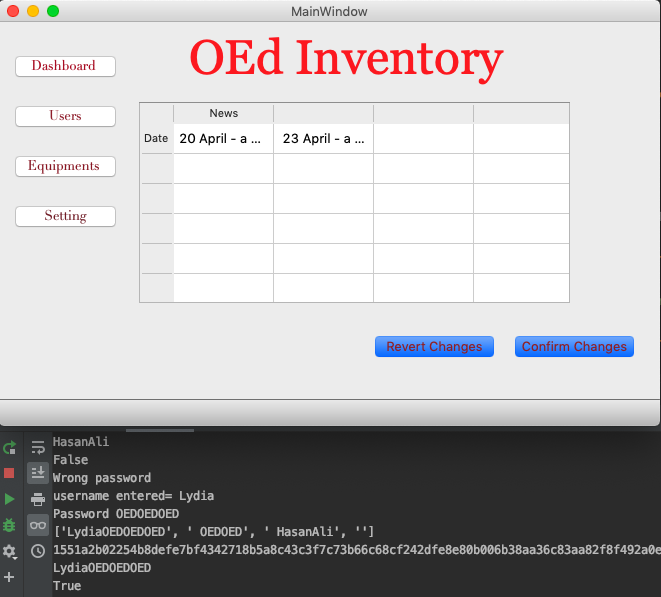 MainWindow
OEd Inventory
Dashboard
Users
Equipments
Setting
News
Date 20 April - a ... 23 April - a ...
Revert Changes Confirm Changes
HasanAli
False
Wrong password
username entered= Lydia
Password OEDOEDOED
['LydiaOEDOEDOED', ' OEDOED', ' HasanAli', '']
1551a2b02254b8defe7bf4342718b5a8c43c3f7c73b66c68cf242dfe8e80b006b38aa36c83aa82f8f492a0e
LydiaOEDOEDOED
True